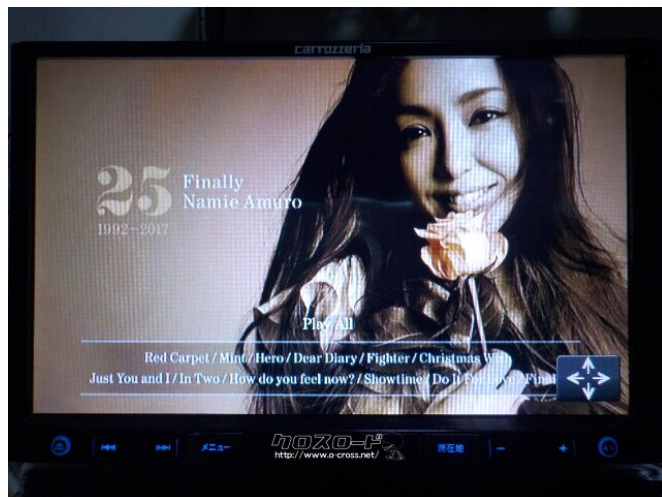 carrozzeria
25
Finally
Namie Amuro
1992-2017
Play All
Red Carpet / Mint / Hero / Dear Diary / Fighter / Christmas Wish
Just You and I / In Two / How do you feel now? / Showtime / Do It For Love / Final
メニュー
クロスロード
http://www.o-cross.net/
現在地